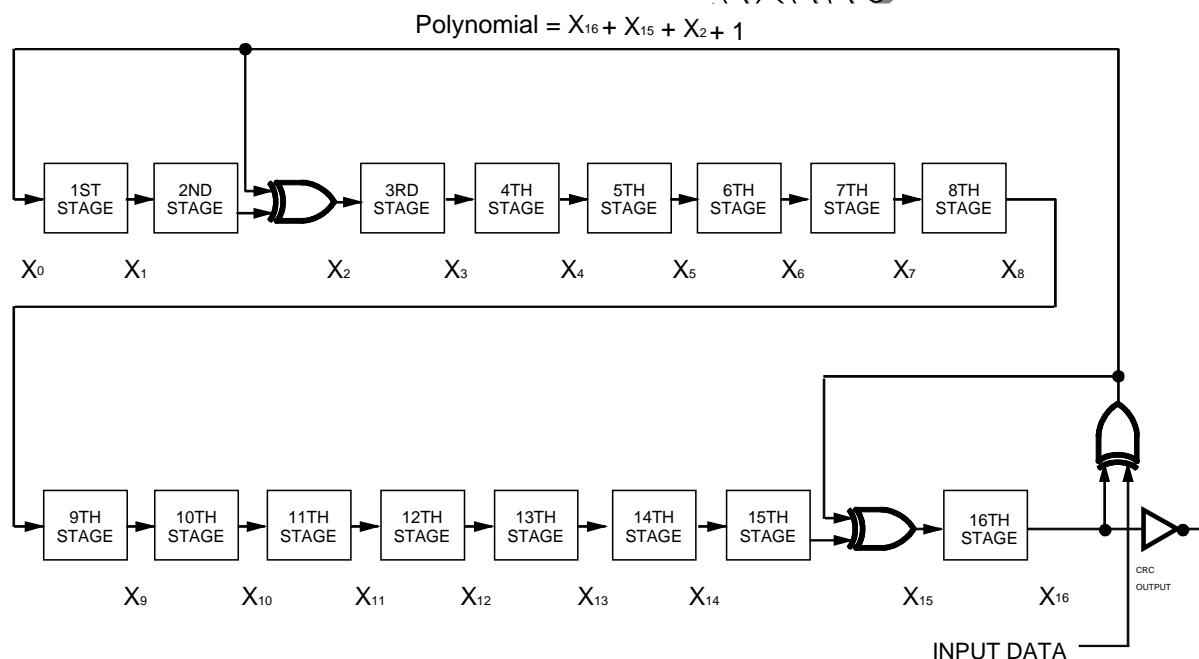 Polynomial = X16 + X15 + X2 + 1
1ST STAGE
2ND STAGE
3RD STAGE
4TH STAGE
5TH STAGE
6TH STAGE
7TH STAGE
8TH STAGE
X0 X1 X2 X3 X4 X5 X6 X7 X8
9TH STAGE
10TH STAGE
11TH STAGE
12TH STAGE
13TH STAGE
14TH STAGE
15TH STAGE
16TH STAGE
CRC
OUTPUT
X9 X10 X11 X12 X13 X14 X15 X16
INPUT DATA